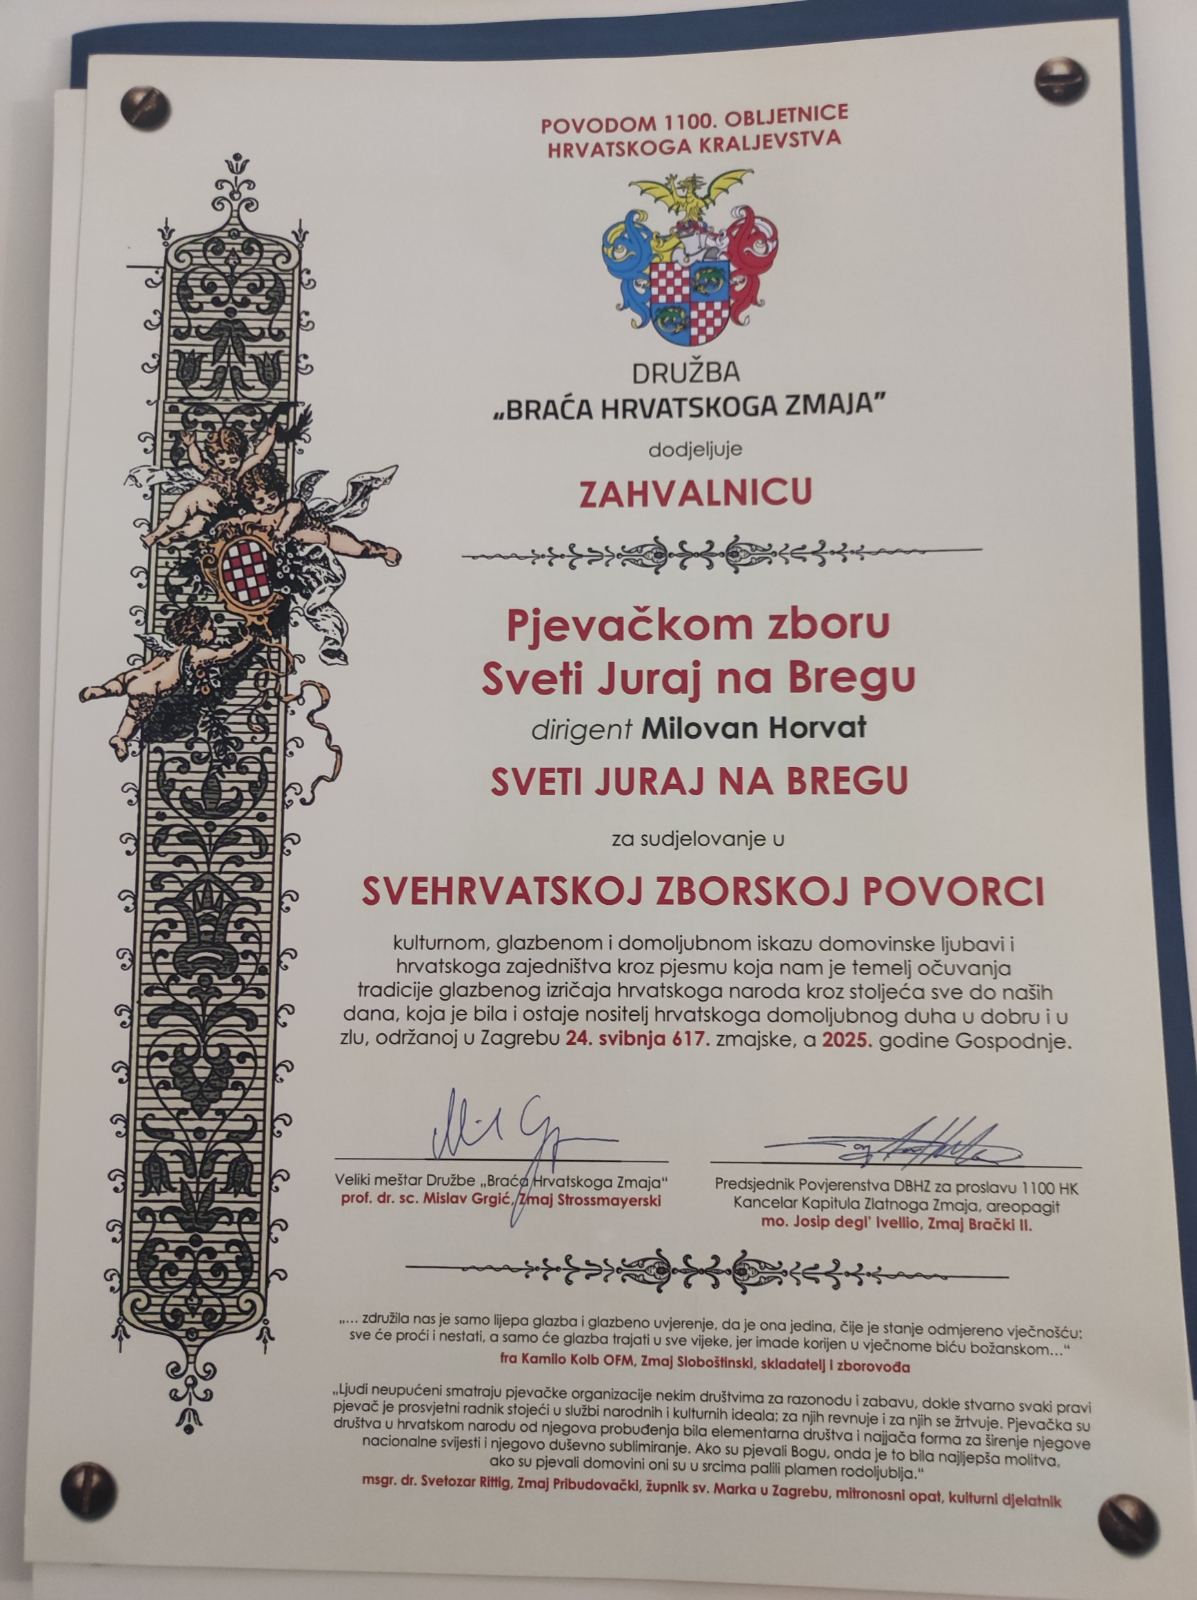 POVODOM 1100. OBLJETNICE
HRVATSKOGA KRALJEVSTVA
DRUŽBA
„BRAĆA HRVATSKOGA ZMAJA”
dodjeljuje
ZAHVALNICU
Pjevačkom zboru
Sveti Juraj na Bregu
dirigent Milovan Horvat
SVETI JURAJ NA BREGU
za sudjelovanje u
SVEHRVATSKOJ ZBORSKOJ POVORCI
kulturnom, glazbenom i domoljubnom iskazu domovinske ljubavi i
hrvatskoga zajedništva kroz pjesmu koja nam je temelj očuvanja
tradicije glazbenog izričaja hrvatskoga naroda kroz stoljeća sve do naših
dana, koja je bila i ostaje nositelj hrvatskoga domoljubnog duha u dobru i u
zlu, održanoj u Zagrebu 24. svibnja 617. zmajske, a 2025. godine Gospodnje.
Veliki meštar Družbe „Braća Hrvatskoga Zmaja“
prof. dr. sc. Mislav Grgić, Zmaj Strossmayerski
Predsjednik Povjerenstva DBHZ za proslavu 1100 HK
Kancelar Kapitula Zlatnoga Zmaja, areopagit
mo. Josip degl' Ivellio, Zmaj Brački II.
„... združila nas je samo lijepa glazba i glazbeno uvjerenje, da je ona jedina, čije je stanje odmjereno vječnošću:
sve će proći i nestati, a samo će glazba trajati u sve vijeke, jer imade korijen u vječnome biću božanskom...“
fra Kamilo Kolb OFM, Zmaj Sloboštinski, skladatelj i zborovođa
„Ljudi neupućeni smatraju pjevačke organizacije nekim društvima za razonodu i zabavu, dokle stvarno svaki pravi
pjevač je prosvjetni radnik stojeći u službi narodnih i kulturnih ideala; za njih revnuje i za njih se žrtvuje. Pjevačka su
društva u hrvatskom narodu od njegova probuđenja bila elementarna društva i najjača forma za širenje njegove
nacionalne svijesti i njegovo duševno sublimiranje. Ako su pjevali Bogu, onda je to bila najljepša molitva,
ako su pjevali domovini oni su u srcima palili plamen rodoljublja.“
msgr. dr. Svetozar Rittig, Zmaj Pribudovački, župnik sv. Marka u Zagrebu, mitronosni opat, kulturni djelatnik